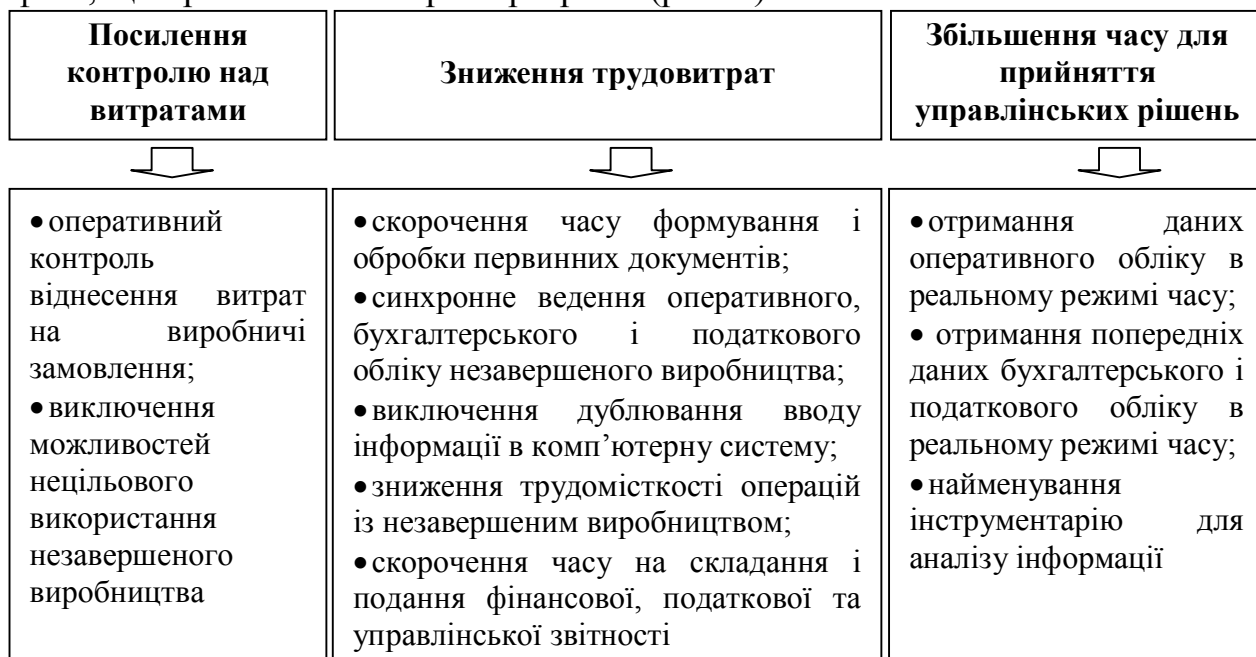 Посилення
контролю над
витратами
Зниження трудовитрат
Збільшення часу для
прийняття
управлінських рішень
•оперативний
контроль
віднесення витрат
на виробничі
замовлення;
•виключення
можливостей
нецільового
використання
незавершеного
виробництва
•скорочення часу формування і
обробки первинних документів;
•синхронне ведення оперативного,
бухгалтерського і податкового
обліку незавершеного виробництва;
•виключення дублювання вводу
інформації в комп’ютерну систему;
•зниження трудомісткості операцій
із незавершеним виробництвом;
•скорочення часу на складання і
подання фінансової, податкової та
управлінської звітності
•отримання даних
оперативного обліку в
реальному режимі часу;
• отримання попередніх
даних бухгалтерського і
податкового обліку в
реальному режимі часу;
•найменування
інструментарію для
аналізу інформації